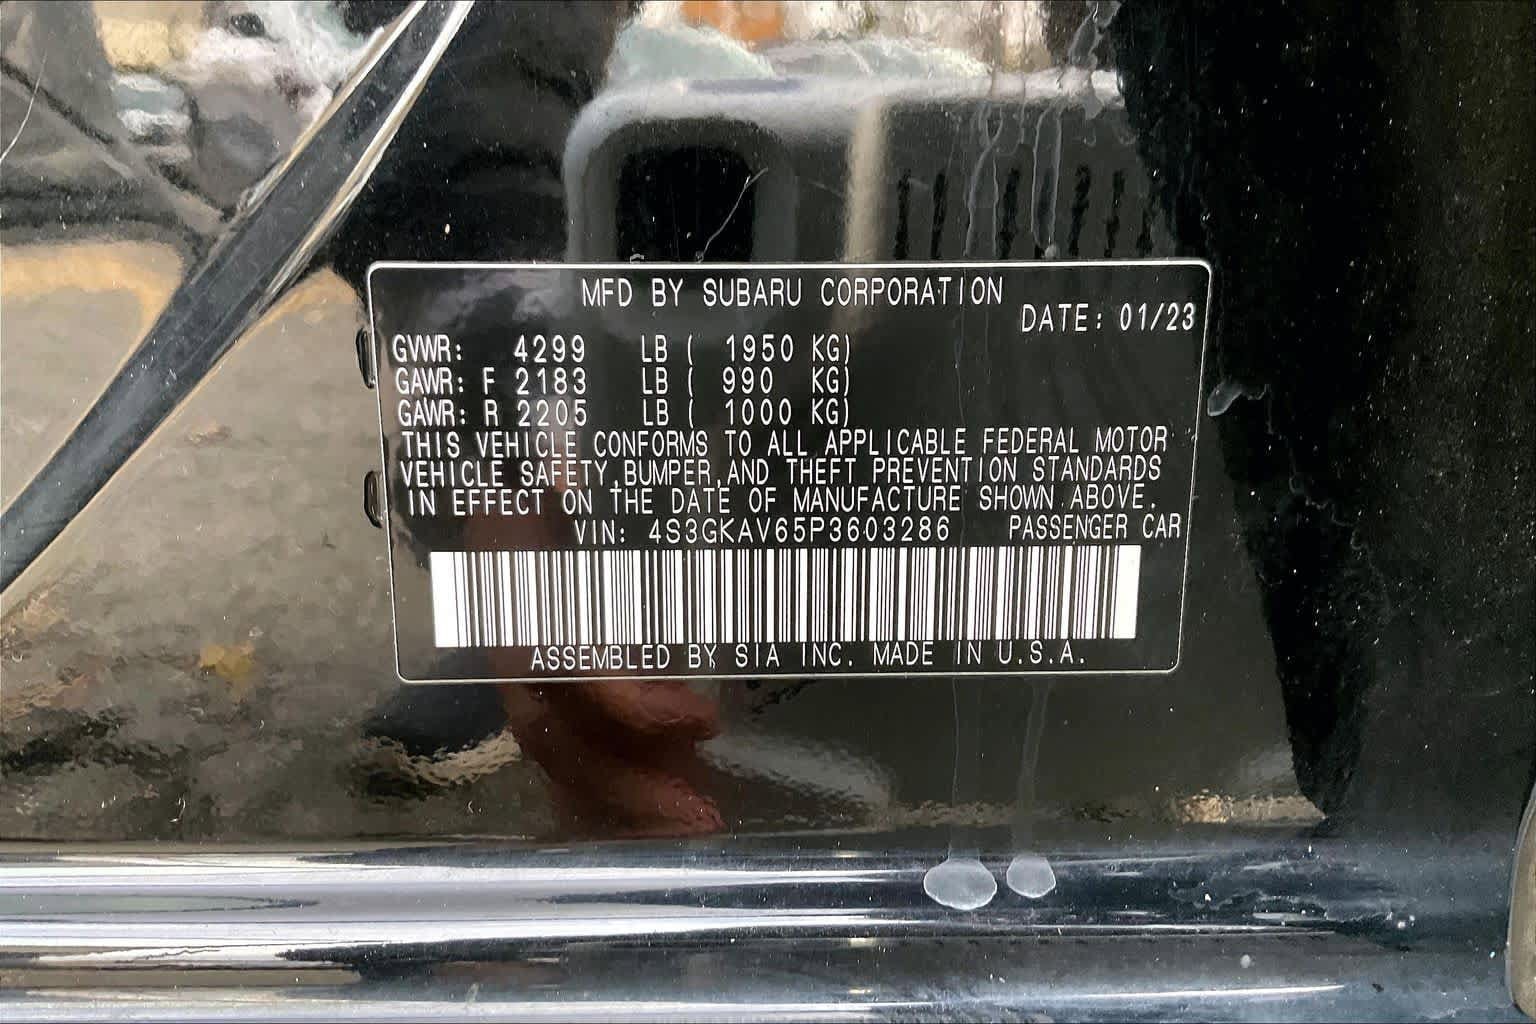 MFD BY SUBARU CORPORATION
DATE: 01/23
GVWR: 4299 LB ( 1950 KG)
GAWR: F 2183 LB ( 990 KG)
GAWR: R 2205 LB ( 1000 KG)
THIS VEHICLE CONFORMS TO ALL APPLICABLE FEDERAL MOTOR
VEHICLE SAFETY,BUMPER,AND THEFT PREVENTION STANDARDS
IN EFFECT ON THE DATE OF MANUFACTURE SHOWN ABOVE.
VIN: 4S3GKAV65P3603286 PASSENGER CAR
ASSEMBLED BY SIA INC. MADE IN U.S.A.